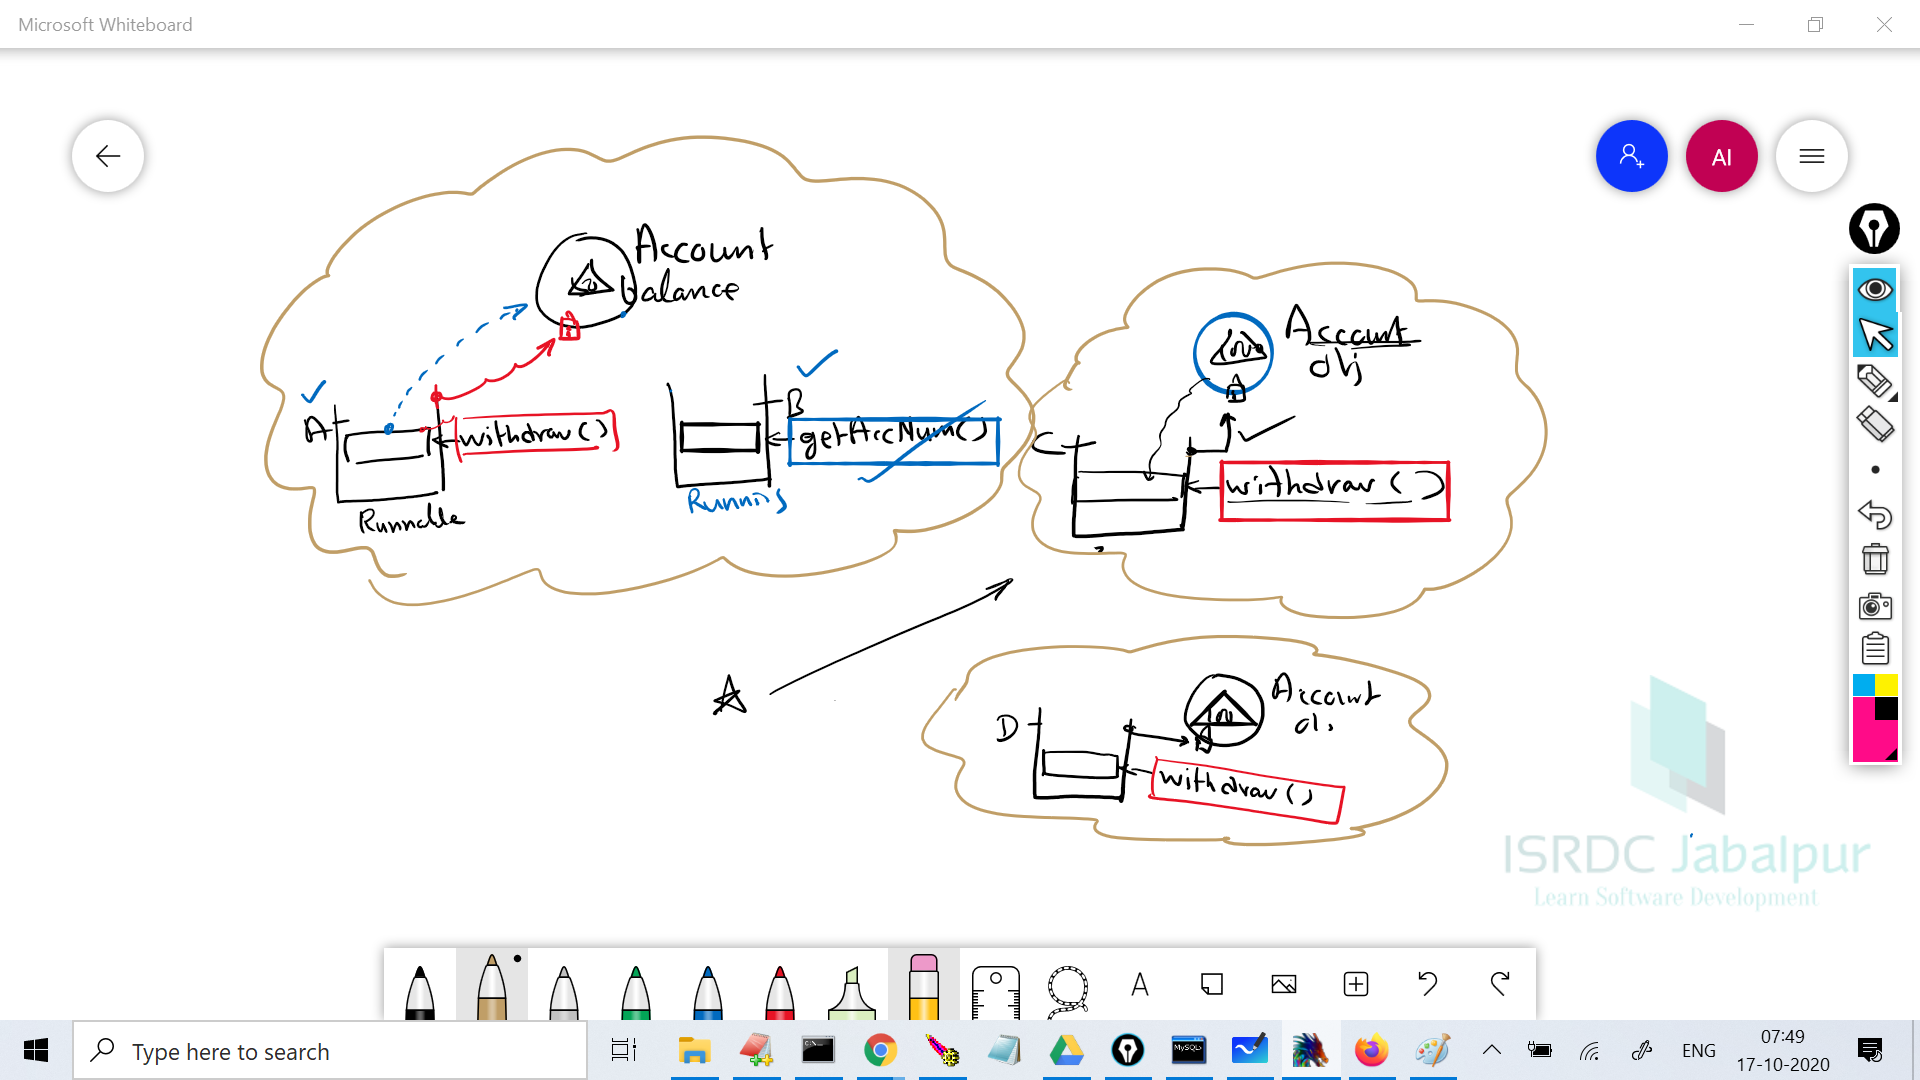 Microsoft Whiteboard
AI
Account
balance
A
withdraw()
Runnable
B
getAccNum()
Running
Account
obj
C
withdraw()
D
Account
withdraw()
ISRDC Jabalpur
Learn Software Development
A
Type here to search
MySQL
ENG
07:49
17-10-2020